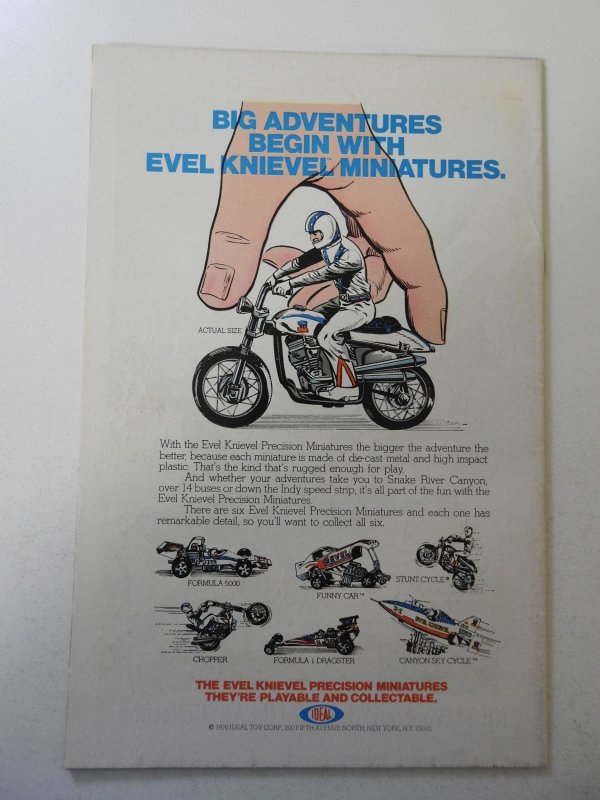 BIG ADVENTURES
BEGIN WITH
EVEL KNIEVEL MINIATURES.
ACTUAL SIZE
With the Evel Knievel Precision Miniatures the bigger the adventure the
better, because each miniature is made of die-cast metal and high impact
plastic. That's the kind that's rugged enough for play.
And whether your adventures take you to Snake River Canyon,
over 14 buses or down the Indy speed strip, it's all part of the fun with the
Evel Knievel Precision Miniatures.
There are six Evel Knievel Precision Miniatures and each one has
remarkable detail, so you'll want to collect all six.
FORMULA 5000
FUNNY CAR™
STUNT CYCLE®
CHOPPER
FORMULA 1 DRAGSTER
CANYON SKY CYCLE™
THE EVEL KNIEVEL PRECISION MINIATURES
THEY'RE PLAYABLE AND COLLECTABLE.
IDEAL
© 1976 IDEAL TOY CORP., 200 FIFTH AVENUE NORTH, NEW YORK, N.Y. 10010.